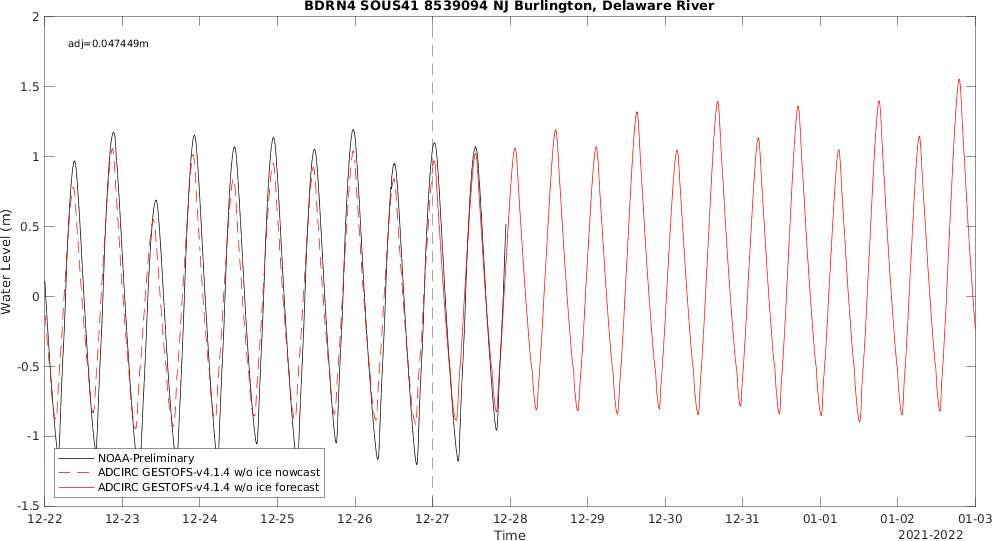 BDRN4 SOUS41 8539094 NJ Burlington, Delaware River
adj=0.047449m
2
1.5
1
0.5
0
-0.5
-1
-1.5
Water Level (m)
NOAA-Preliminary
ADCIRC GESTOFS-v4.1.4 w/o ice nowcast
ADCIRC GESTOFS-v4.1.4 w/o ice forecast
12-22 12-23 12-24 12-25 12-26 12-27 12-28 12-29 12-30 12-31 01-01 01-02 01-03
Time
2021-2022